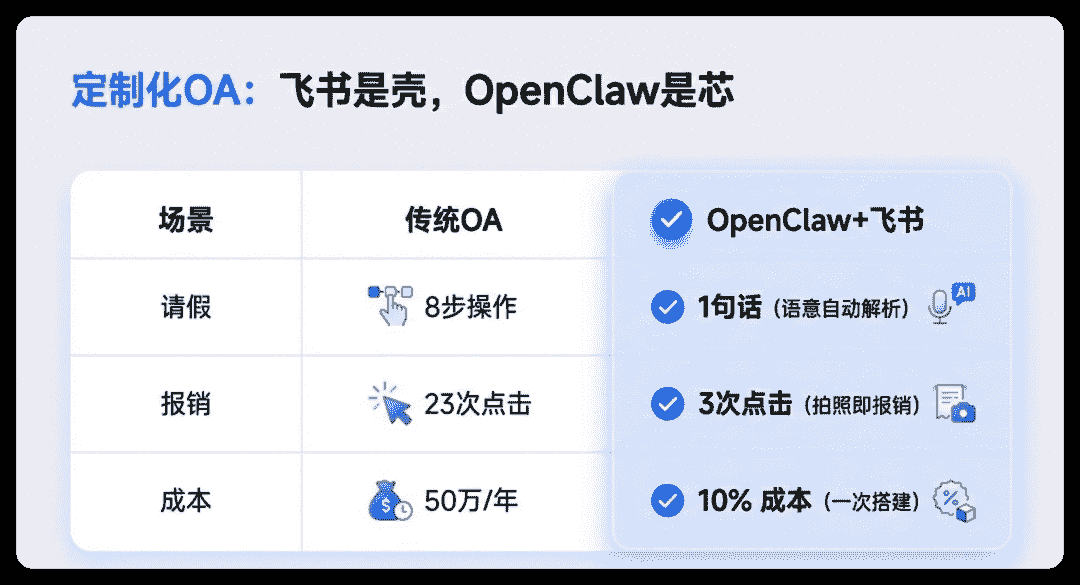 定制化OA：飞书是壳，OpenClaw是芯
场景 传统OA OpenClaw+飞书
请假 8步操作 1句话（语意自动解析） AI
报销 23次点击 3次点击（拍照即报销）
成本 $ 50万/年 10% 成本（一次搭建） %